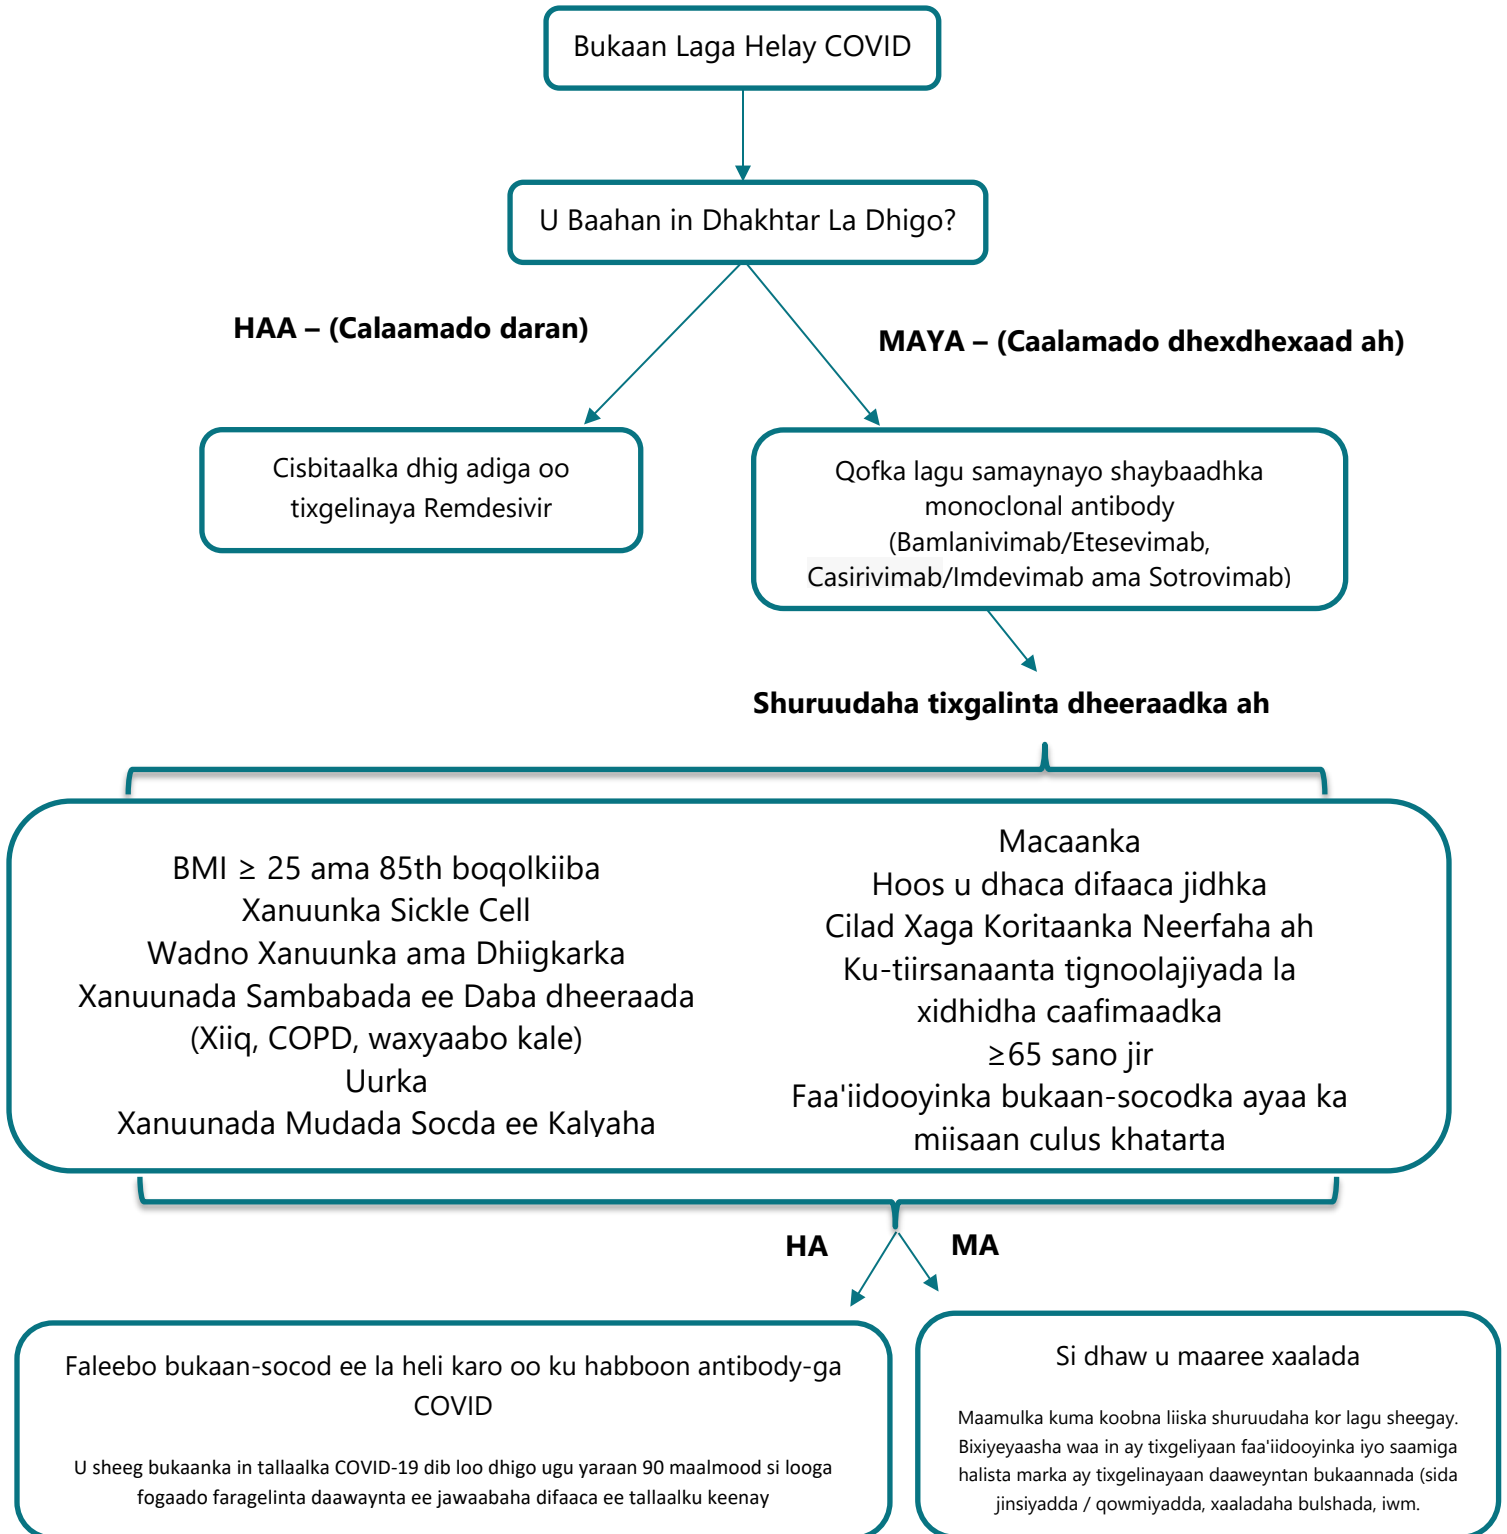 Bukaan Laga Helay COVID
U Baahan in Dhakhtar La Dhigo?
HAA – (Calaamado daran)
MAYA – (Caalamado dhexdhexaad ah)
Cisbitaalka dhig adiga oo
tixgelinaya Remdesivir
Qofka lagu samaynayo shaybaadhka
monoclonal antibody
(Bamlanivimab/Etesevimab,
Casirivimab/Imdevimab ama Sotrovimab)
Shuruudaha tixgalinta dheeraadka ah
BMI ≥ 25 ama 85th boqolkiiba
Xanuunka Sickle Cell
Wadno Xanuunka ama Dhiigkarka
Xanuunada Sambabada ee Daba dheeraada
(Xiiq, COPD, waxyaabo kale)
Uurka
Xanuunada Mudada Socda ee Kalyaha
Macaanka
Hoos u dhaca difaaca jidhka
Cilad Xaga Koritaanka Neerfaha ah
Ku-tiirsanaanta tignoolajiyada la
xidhidha caafimaadka
≥65 sano jir
Faa'iidooyinka bukaan-socodka ayaa ka
miisaan culus khatarta
HA
MA
Faleebo bukaan-socod ee la heli karo oo ku habboon antibody-ga
COVID
U sheeg bukaanka in tallaalka COVID-19 dib loo dhigo ugu yaraan 90 maalmood si looga
fogaado faragelinta daawaynta ee jawaabaha difaaca ee tallaalku keenay
Si dhaw u maaree xaalada
Maamulka kuma koobna liiska shuruudaha kor lagu sheegay.
Bixiyeyaasha waa in ay tixgeliyaan faa'iidooyinka iyo saamiga
halista marka ay tixgelinayaan daaweyntan bukaannada (sida
jinsiyadda / qowmiyadda, xaaladaha bulshada, iwm.